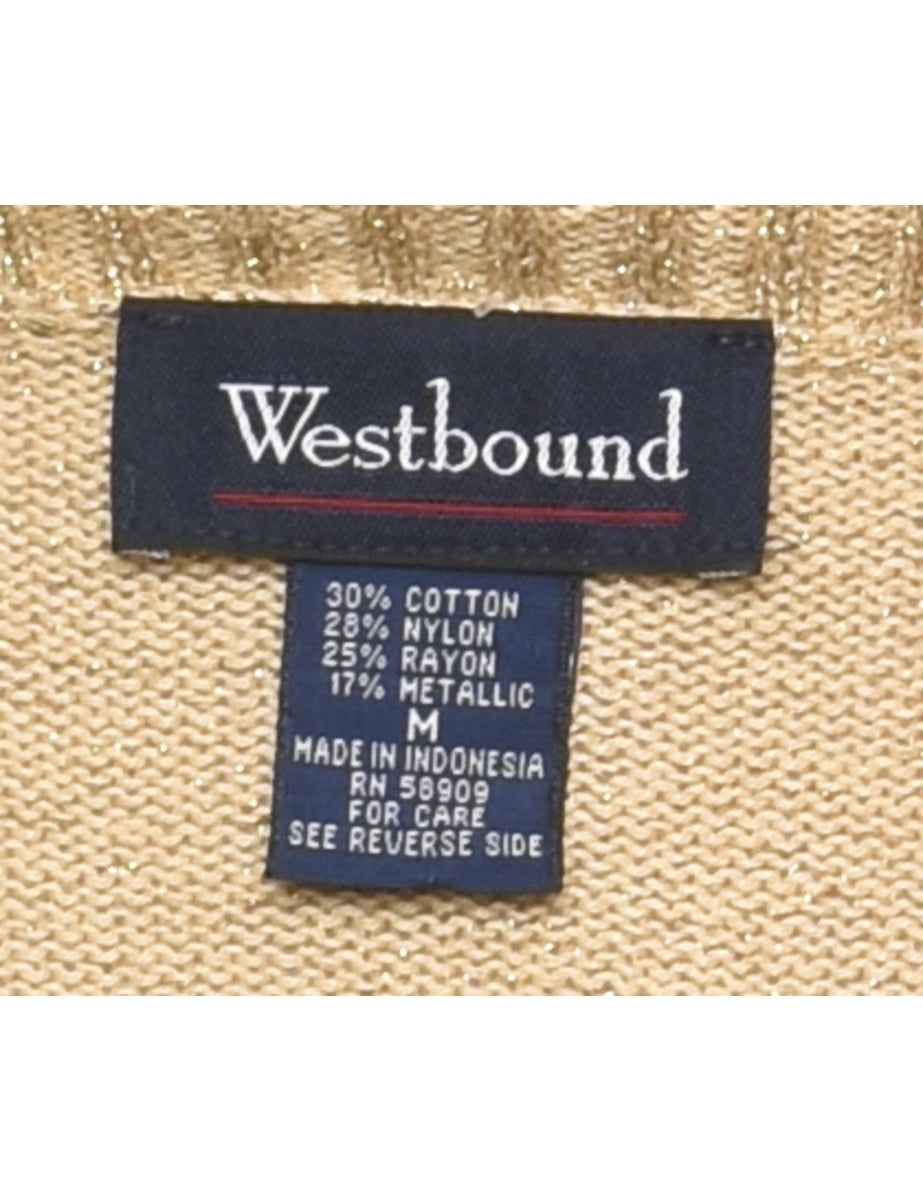 Westbound
30% COTTON
28% NYLON
25% RAYON
17% METALLIC
M
MADE IN INDONESIA
RN 58909
FOR CARE
SEE REVERSE SIDE